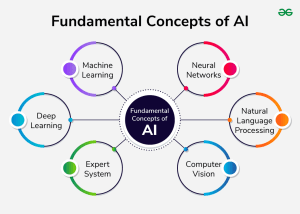 Fundamental Concepts of AI
Machine
Learning
Neural
Networks
Deep
Learning
Fundamental
Concepts of
AI
Natural
Language
Processing
Expert
System
Computer
Vision